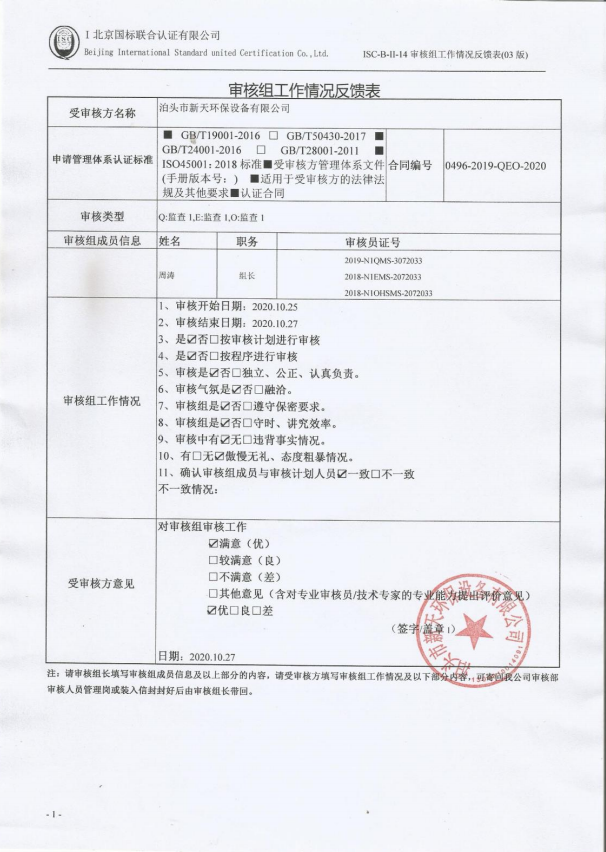 ISC
I 北京国标联合认证有限公司
Beijing International Standard united Certification Co.,Ltd.
ISC-B-II-14 审核组工作情况反馈表(03 版)
审核组工作情况反馈表
受审核方名称
泊头市新天环保设备有限公司
申请管理体系认证标准
■ GB/T19001-2016 □ GB/T50430-2017 ■
GB/T24001-2016 □ GB/T28001-2011 ■
ISO45001: 2018 标准■受审核方管理体系文件
(手册版本号: ) ■适用于受审核方的法律法
规及其他要求■认证合同
合同编号
0496-2019-QEO-2020
审核类型
Q:监查 1,E:监查 1,O:监查 1
审核组成员信息
姓名
职务
审核员证号
周涛
组长
2019-N1QMS-3072033
2018-N1EMS-2072033
2018-N1OHSMS-2072033
审核组工作情况
1、审核开始日期: 2020.10.25
2、审核结束日期: 2020.10.27
3、是☑否□按审核计划进行审核
4、是☑否□按程序进行审核
5、审核是☑否□独立、公正、认真负责。
6、审核气氛是☑否□融洽。
7、审核组是☑否□遵守保密要求。
8、审核组是☑否□守时、讲究效率。
9、审核中有☑无□违背事实情况。
10、有□无☑傲慢无礼、态度粗暴情况。
11、确认审核组成员与审核计划人员☑一致□不一致
不一致情况:
受审核方意见
对审核组审核工作
☑满意（优）
□较满意（良）
□不满意（差）
□其他意见（含对专业审核员/技术专家的专业能力提出评价意见）
☑优□良□差
（签字/盖章）
泊头市新天环保设备有限公司
日期: 2020.10.27
注: 请审核组长填写审核组成员信息及以上部分的内容, 请受审核方填写审核组工作情况及以下部分内容, 可寄回我公司审核部
审核人员管理岗或装入信封封好后由审核组长带回。
- 1 -